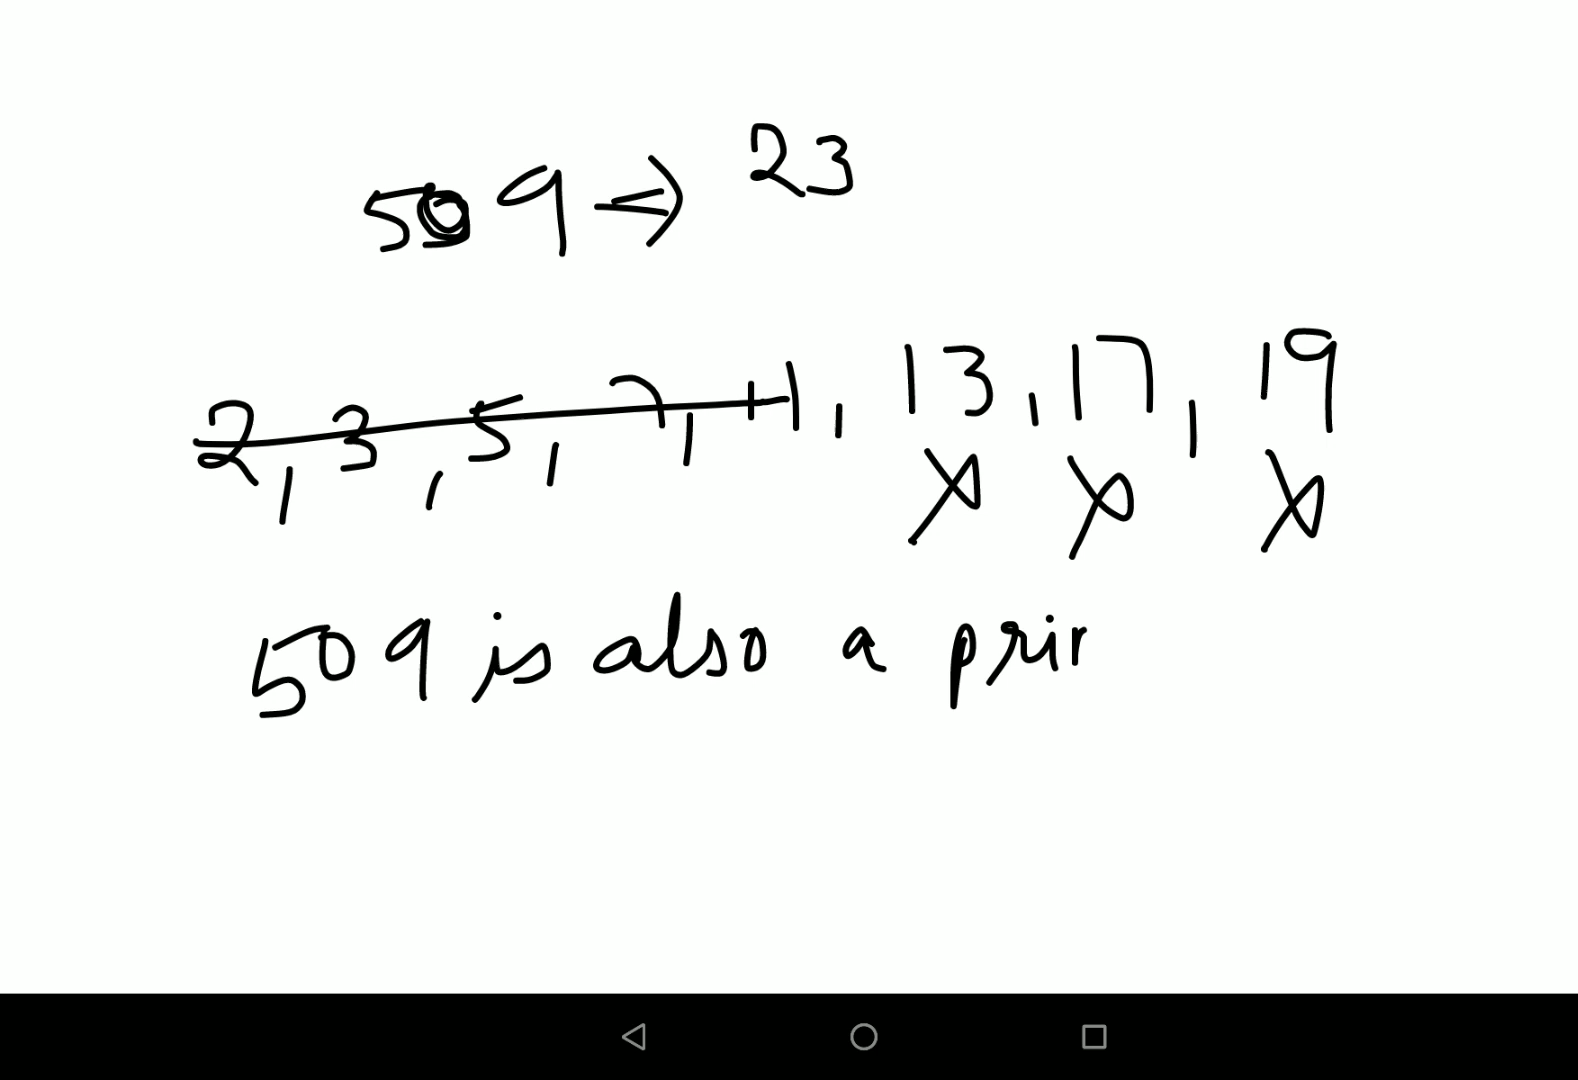 509 ⇒ 23
2, 3, 5, 7, 11, 13, 17, 19
x x x
509 is also a prir